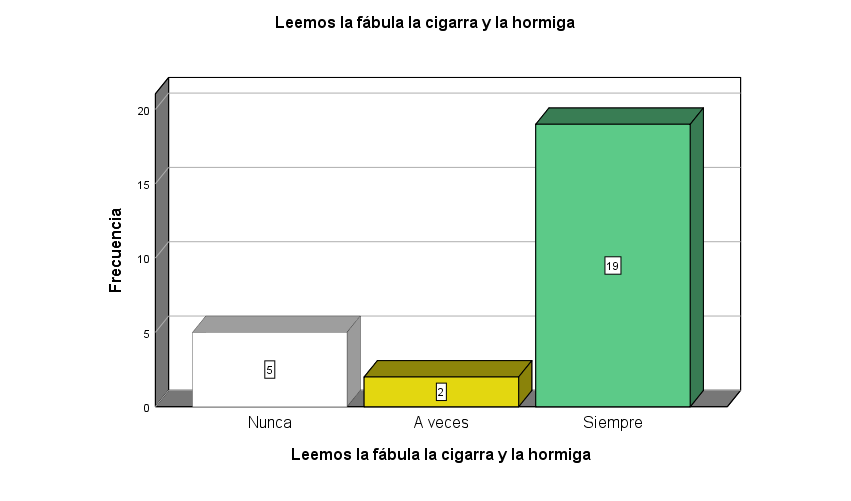 Leemos la fábula la cigarra y la hormiga
20
15
10
5
0
Frecuencia
5
2
19
Nunca
A veces
Siempre
Leemos la fábula la cigarra y la hormiga